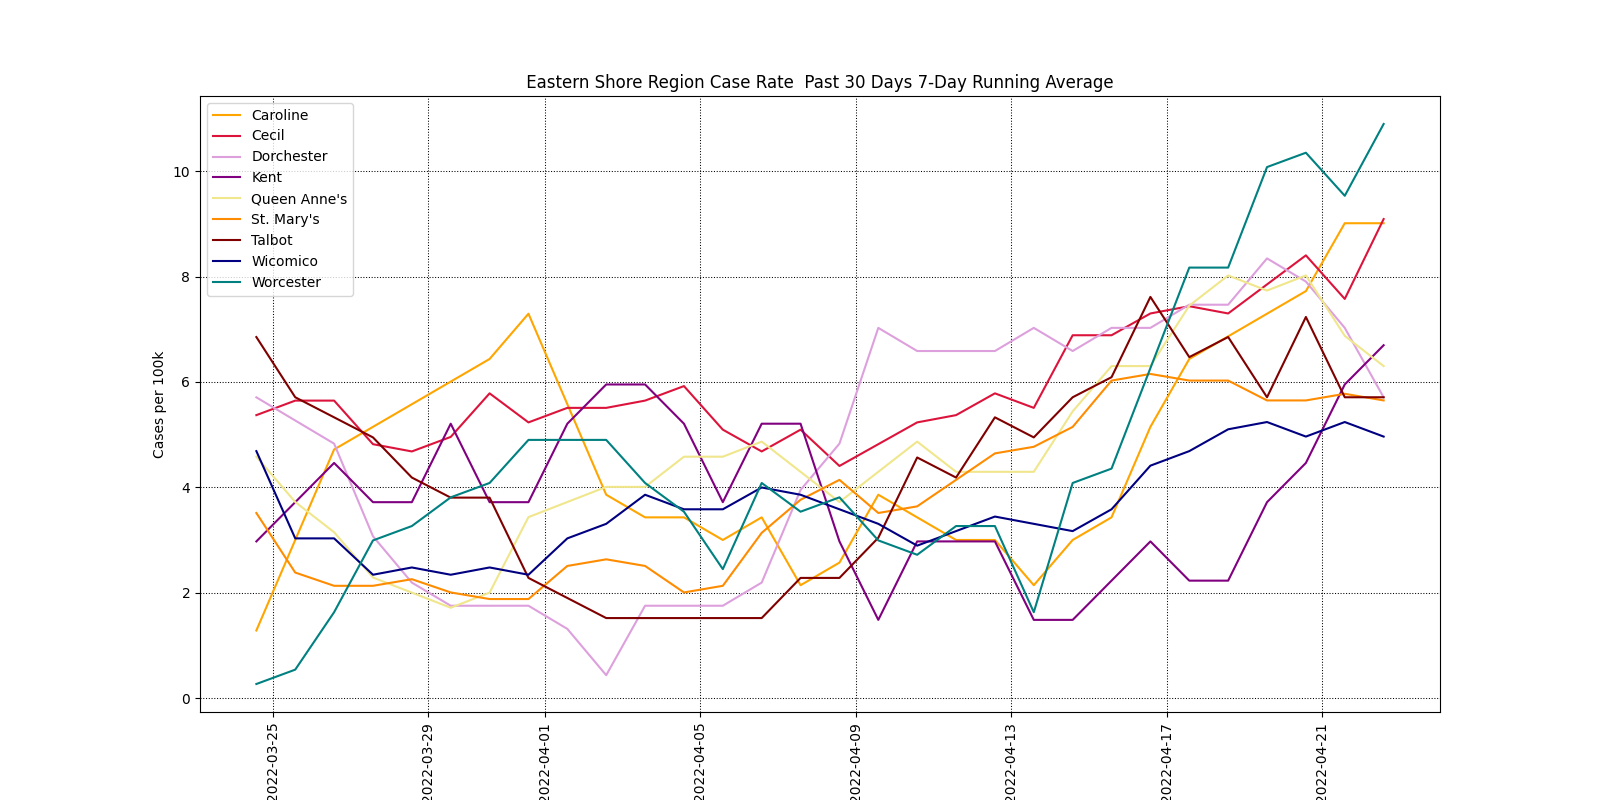 Eastern Shore Region Case Rate  Past 30 Days 7-Day Running Average
Caroline
Cecil
Dorchester
Kent
Queen Anne's
St. Mary's
Talbot
Wicomico
Worcester
Cases per 100k
10
8
6
4
2
0
2022-03-25
2022-03-29
2022-04-01
2022-04-05
2022-04-09
2022-04-13
2022-04-17
2022-04-21